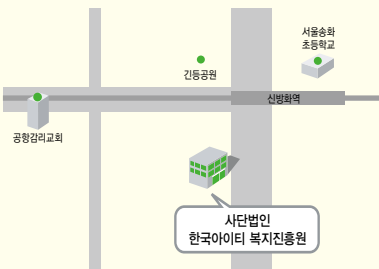 서울송화
초등학교
긴등공원
신방화역
공항감리교회
사단법인
한국아이티 복지진흥원